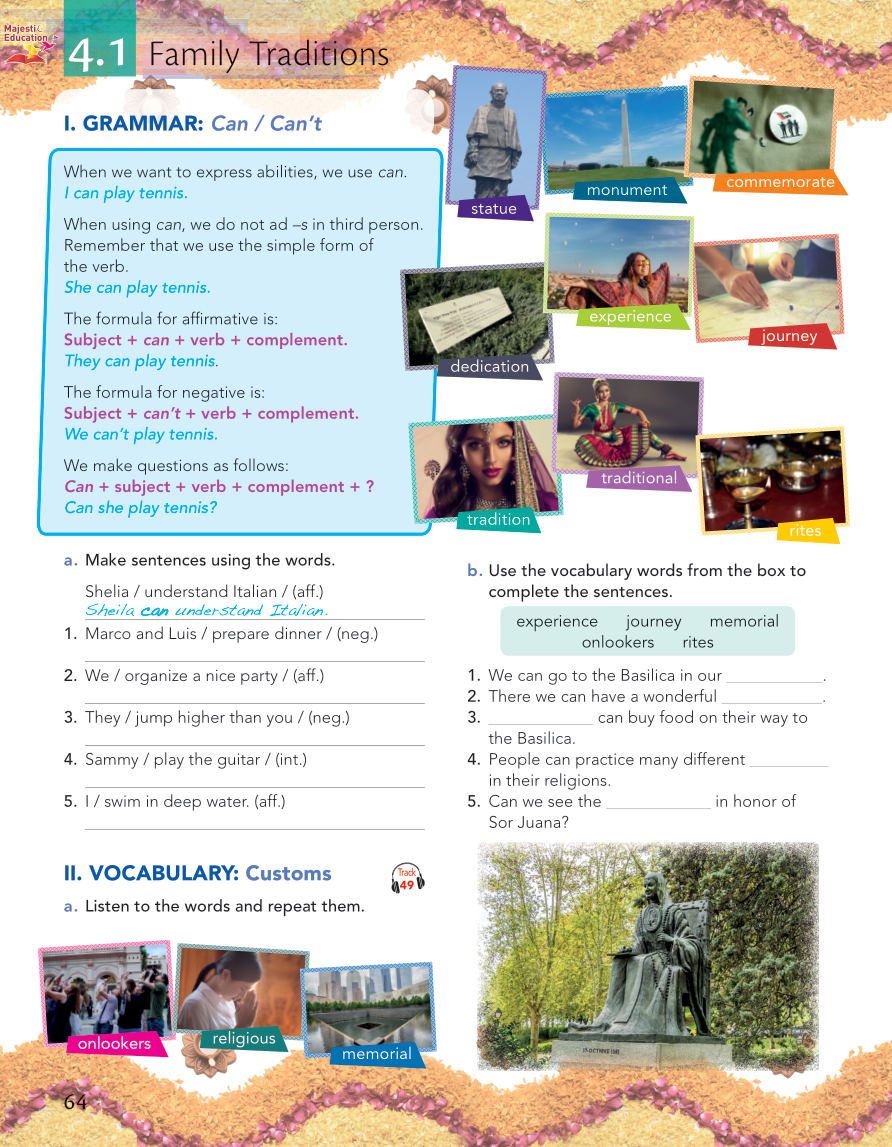 Majesti
Education
4.1 Family Traditions
I. GRAMMAR: Can / Can't
When we want to express abilities, we use can.
I can play tennis.
When using can, we do not ad –s in third person.
Remember that we use the simple form of
the verb.
She can play tennis.
The formula for affirmative is:
Subject + can + verb + complement.
They can play tennis.
The formula for negative is:
Subject + can't + verb + complement.
We can't play tennis.
We make questions as follows:
Can + subject + verb + complement + ?
Can she play tennis?
statue
monument
commemorate
experience
journey
dedication
traditional
tradition
rites
a. Make sentences using the words.
Shelia / understand Italian / (aff.)
Sheila can understand Italian.
1. Marco and Luis / prepare dinner / (neg.)
2. We / organize a nice party / (aff.)
3. They / jump higher than you / (neg.)
4. Sammy / play the guitar / (int.)
5. I / swim in deep water. (aff.)
II. VOCABULARY: Customs
Track
49
a. Listen to the words and repeat them.
onlookers
religious
memorial
b. Use the vocabulary words from the box to
complete the sentences.
experience journey memorial
onlookers rites
1. We can go to the Basilica in our ____________.
2. There we can have a wonderful ____________.
3. ____________ can buy food on their way to
the Basilica.
4. People can practice many different __________
in their religions.
5. Can we see the ____________ in honor of
Sor Juana?
64